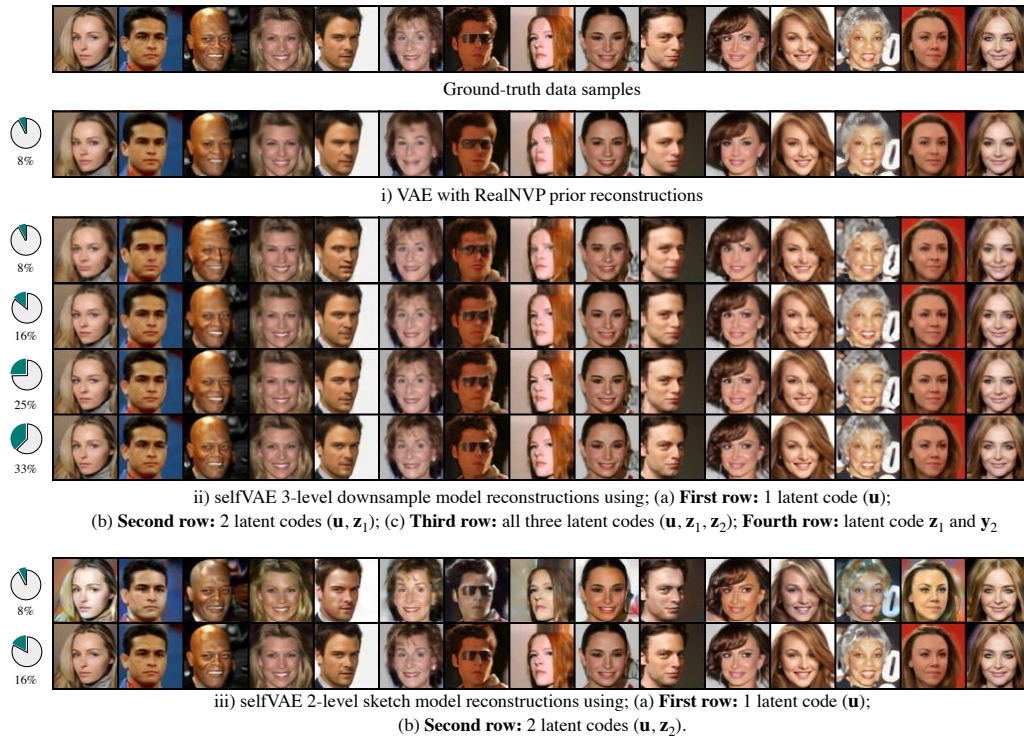 Ground-truth data samples
8%
i) VAE with RealNVP prior reconstructions
8%
16%
25%
33%
ii) selfVAE 3-level downsample model reconstructions using; (a) First row: 1 latent code (u);
(b) Second row: 2 latent codes (u, z₁); (c) Third row: all three latent codes (u, z₁, z₂); Fourth row: latent code z₁ and y₂
8%
16%
iii) selfVAE 2-level sketch model reconstructions using; (a) First row: 1 latent code (u);
(b) Second row: 2 latent codes (u, z₂).